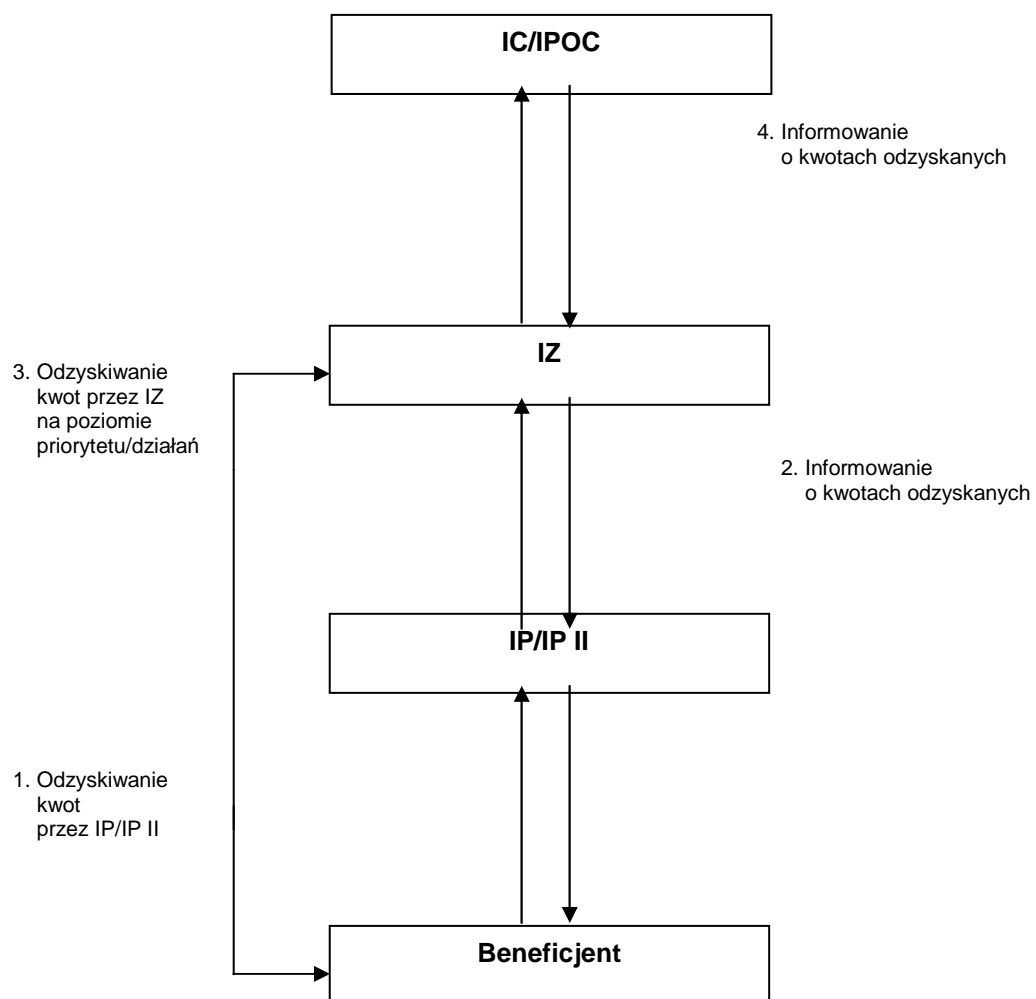 IC/IPOC
4. Informowanie
o kwotach odzyskanych
IZ
3. Odzyskiwanie
kwot przez IZ
na poziomie
priorytetu/działań
2. Informowanie
o kwotach odzyskanych
IP/IP II
1. Odzyskiwanie
kwot
przez IP/IP II
Beneficjent